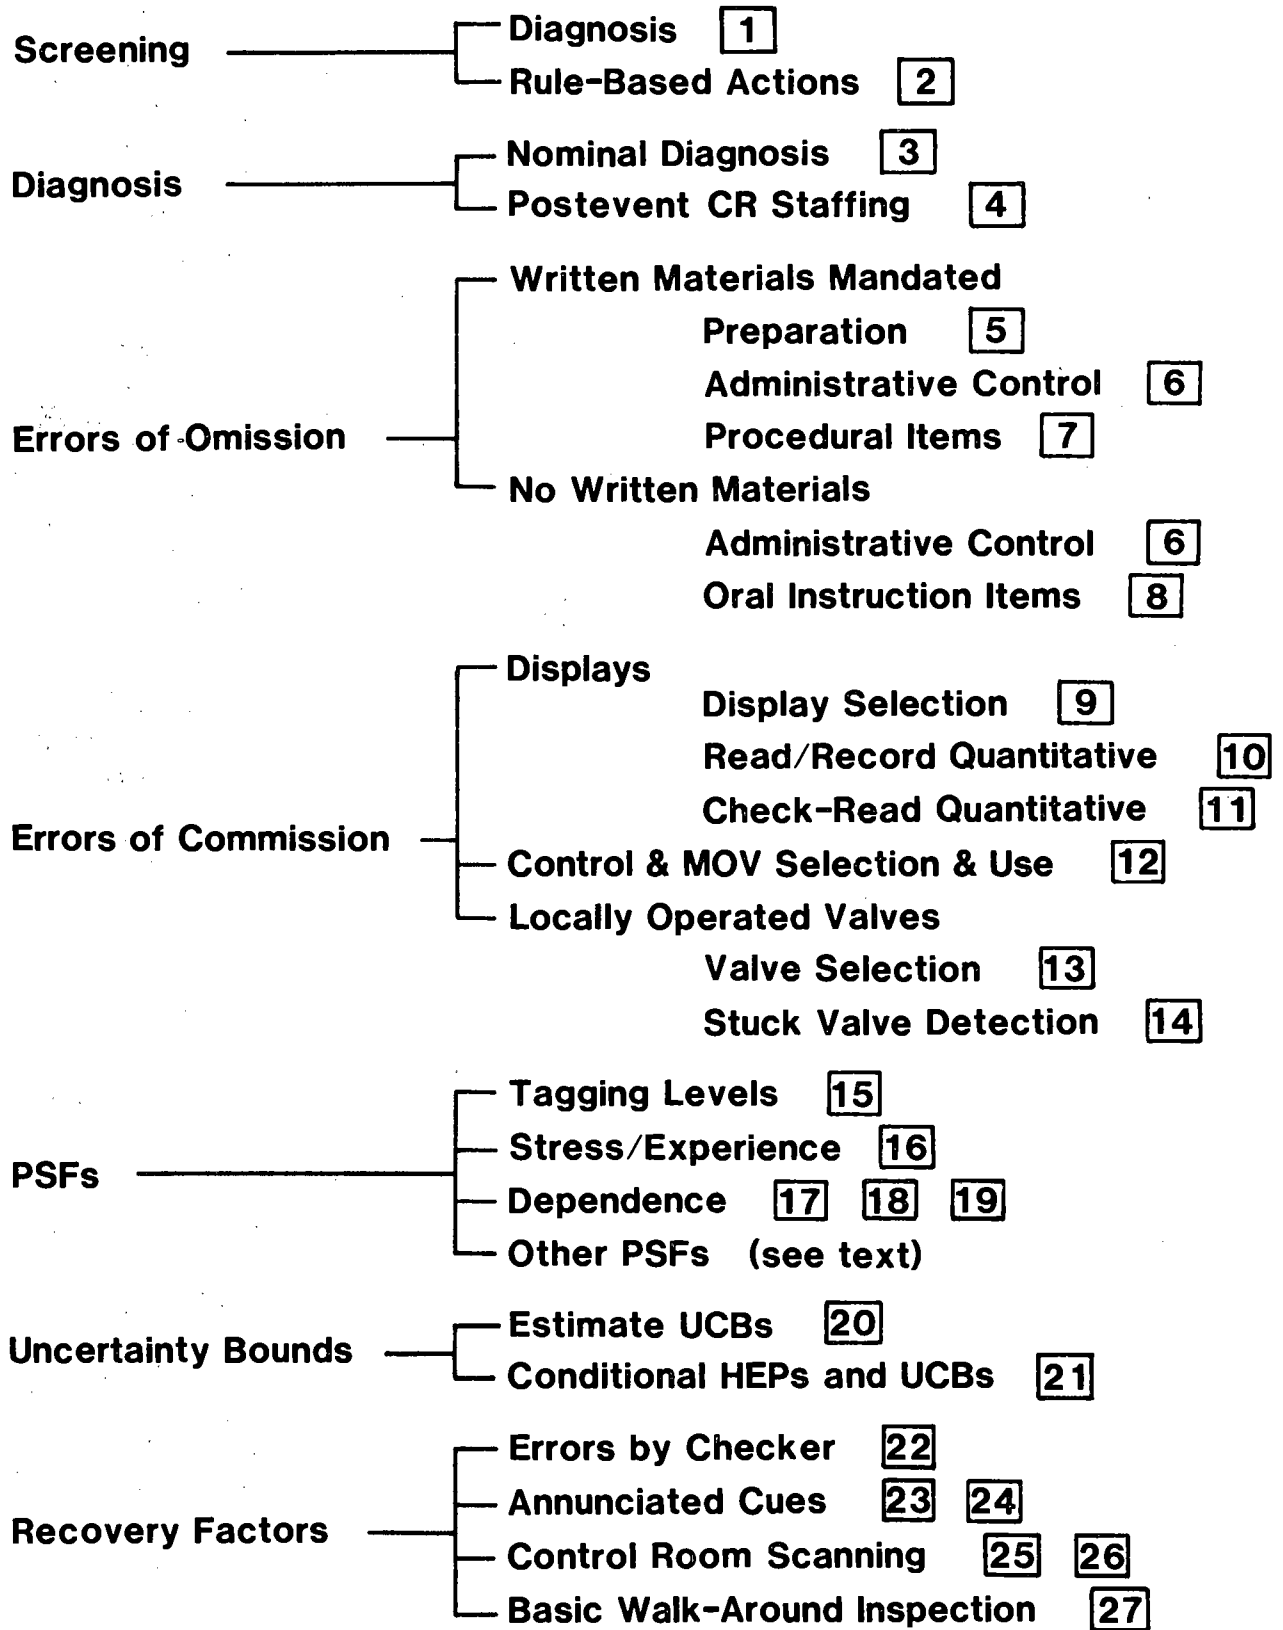 Screening
Diagnosis 1
Rule-Based Actions 2
Diagnosis
Nominal Diagnosis 3
Postevent CR Staffing 4
Errors of Omission
Written Materials Mandated
Preparation 5
Administrative Control 6
Procedural Items 7
No Written Materials
Administrative Control 6
Oral Instruction Items 8
Errors of Commission
Displays
Display Selection 9
Read/Record Quantitative 10
Check-Read Quantitative 11
Control & MOV Selection & Use 12
Locally Operated Valves
Valve Selection 13
Stuck Valve Detection 14
PSFs
Tagging Levels 15
Stress/Experience 16
Dependence 17 18 19
Other PSFs (see text)
Uncertainty Bounds
Estimate UCBs 20
Conditional HEPs and UCBs 21
Recovery Factors
Errors by Checker 22
Annunciated Cues 23 24
Control Room Scanning 25 26
Basic Walk-Around Inspection 27